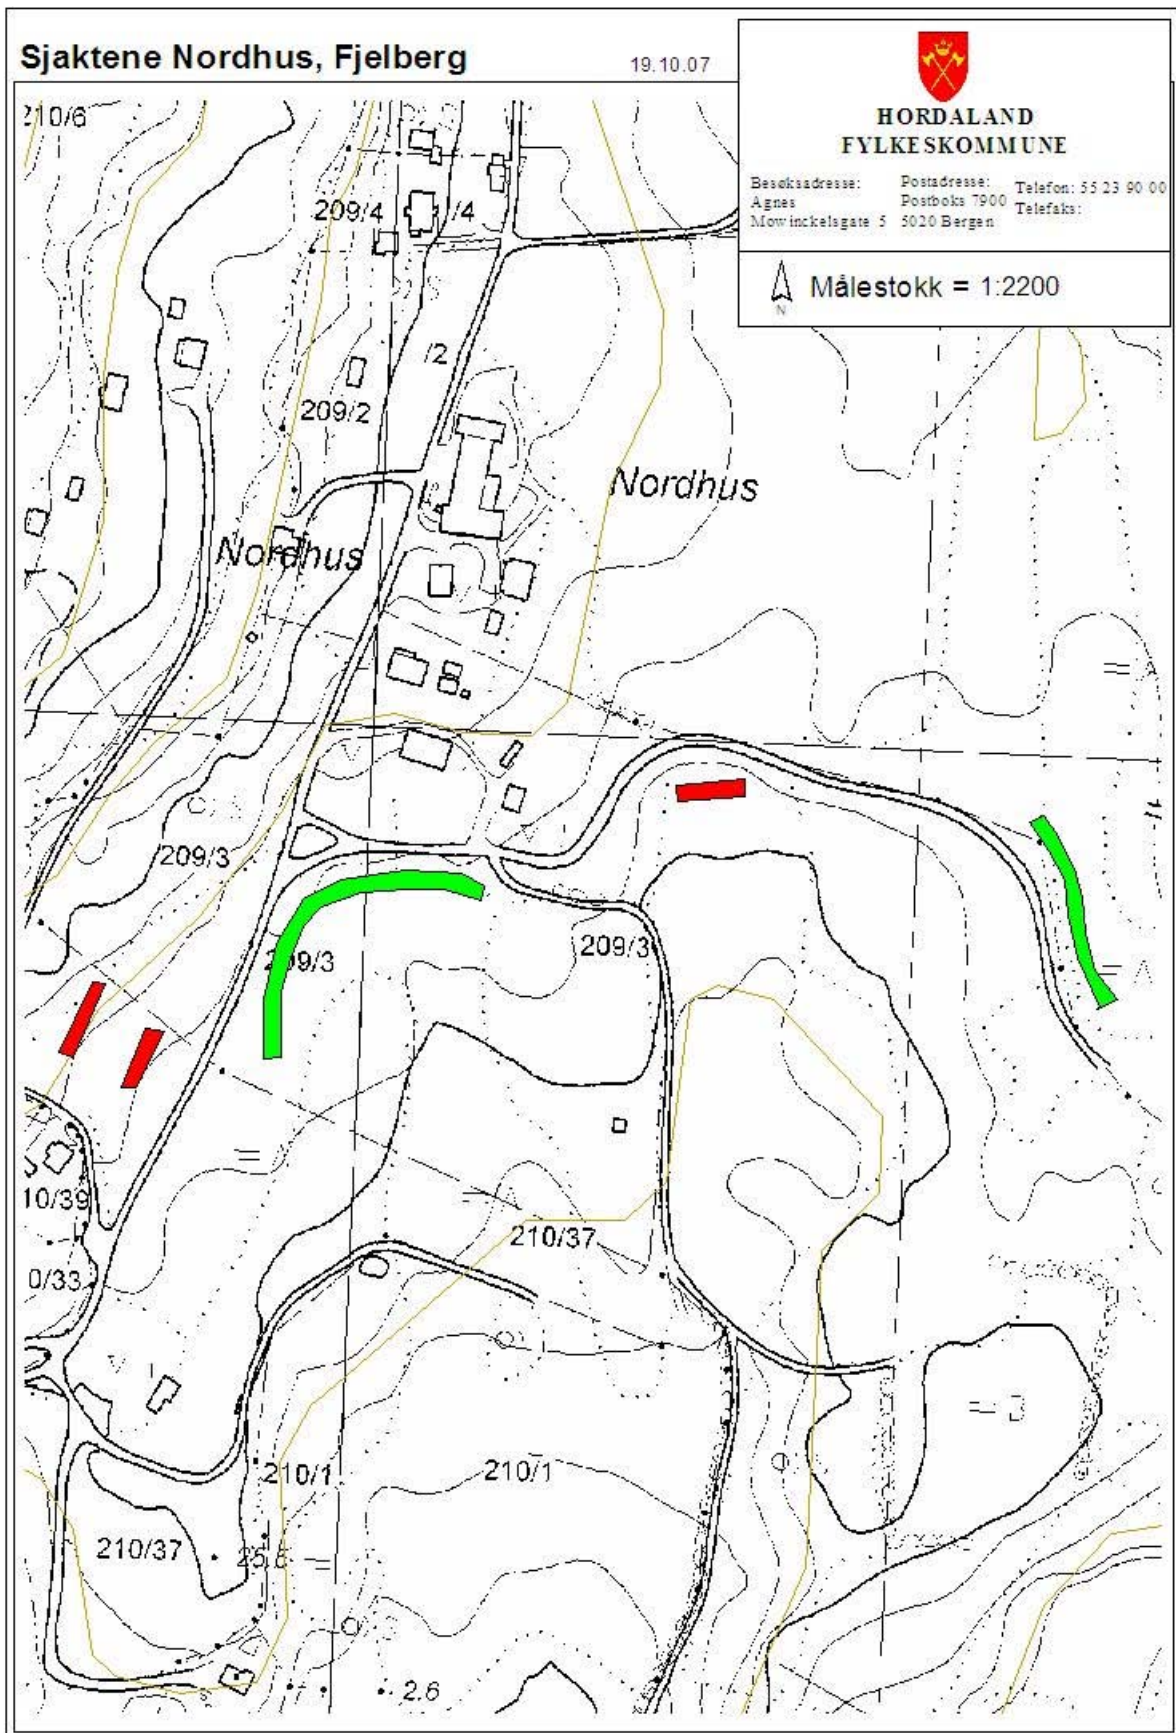 Sjaktene Nordhus, Fjelberg
19.10.07
HORDALAND
FYLKESKOMMUNE
Besøksadresse:
Agnes
Mowinckelsgate 5
Postadresse:
Postboks 7900
5020 Bergen
Telefon: 55 23 90 00
Telefaks:
N
Målestokk = 1:2200
210/6
209/4
/4
/2
209/2
Nordhus
Nordhus
209/3
209/3
209/3
10/39
210/37
0/33
210/1
210/1
210/37
25.5
2.6